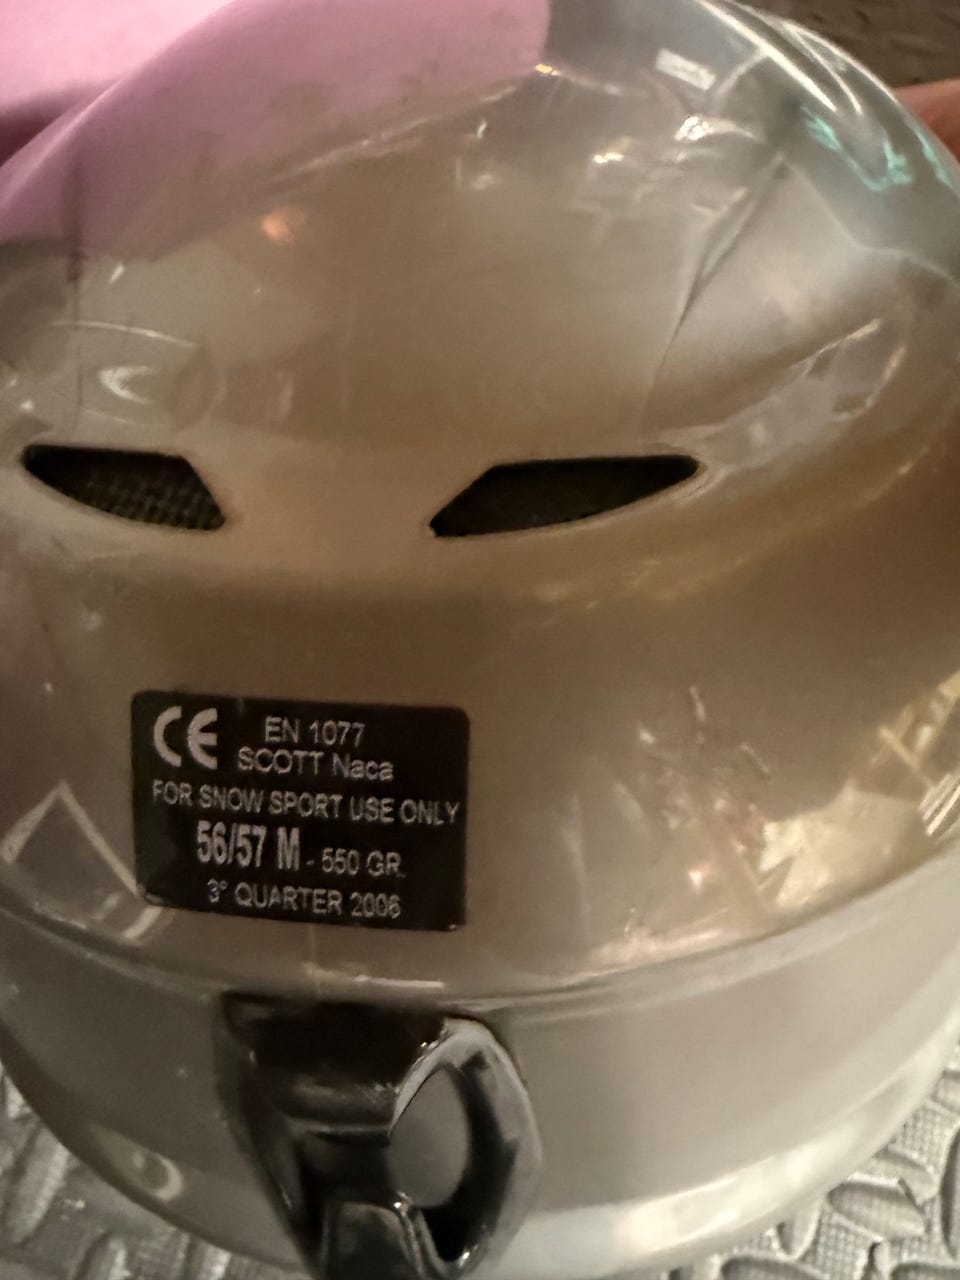 CE EN 1077
SCOTT Naca
FOR SNOW SPORT USE ONLY
56/57 M - 550 GR.
3° QUARTER 2006